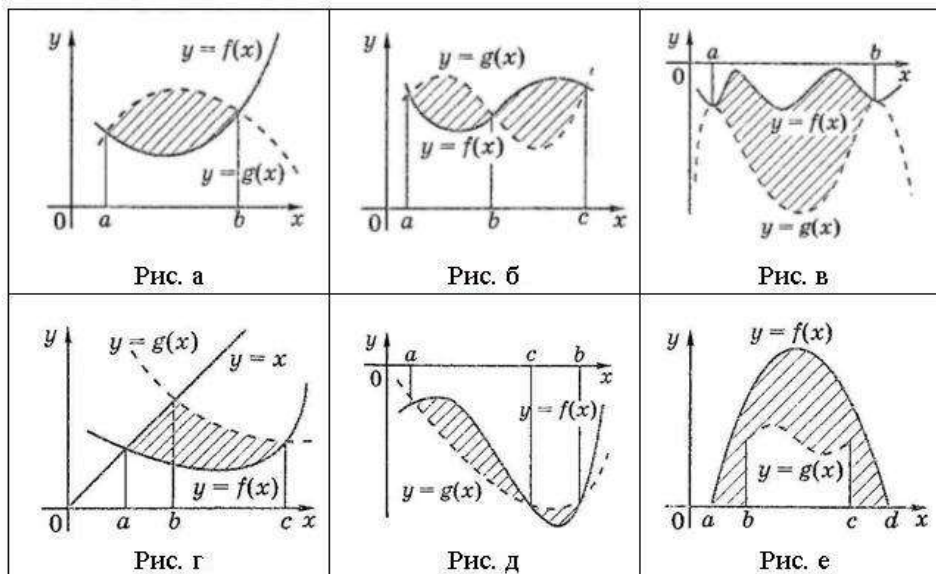 y
y = f(x)
y = g(x)
0
a
b
x
Рис. а
y
y = g(x)
y = f(x)
0
a
b
c
x
Рис. б
y
a
b
0
x
y = f(x)
y = g(x)
Рис. в
y
y = g(x)
y = x
y = f(x)
0
a
b
c
x
Рис. г
y
a
c
b
0
x
y = f(x)
y = g(x)
Рис. д
y
y = f(x)
y = g(x)
0
a
b
c
d
x
Рис. е